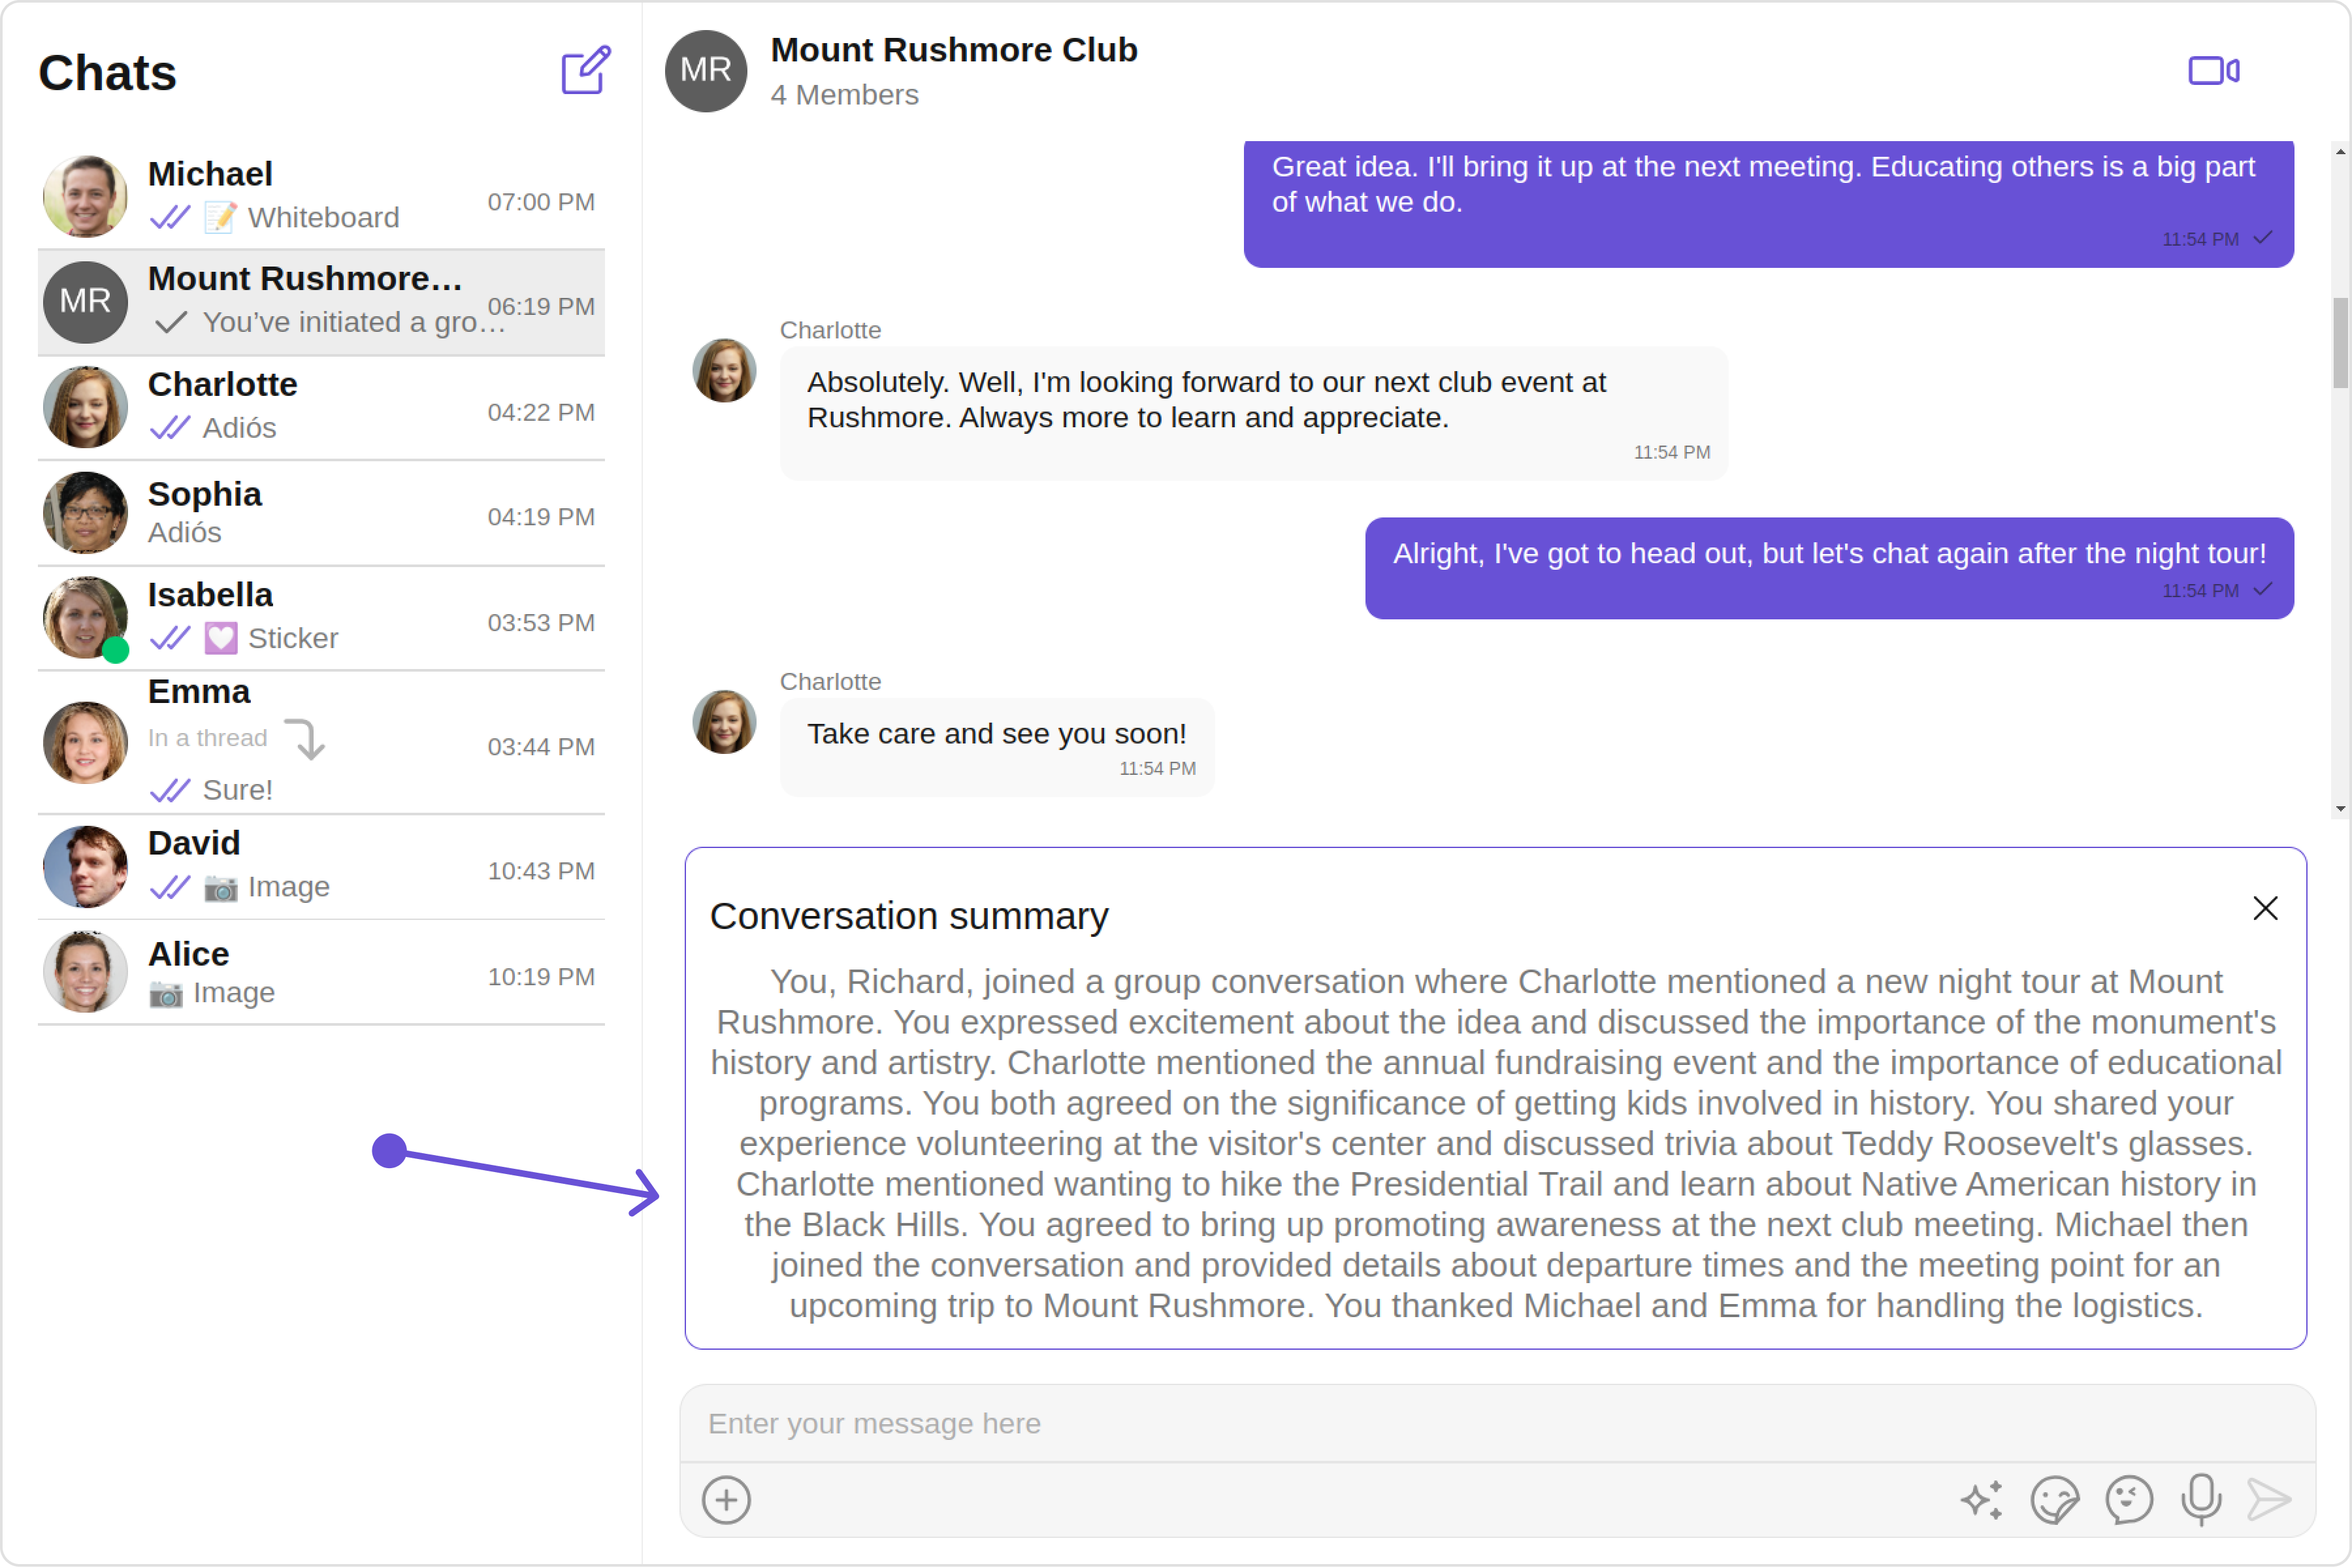 Chats
Michael
Whiteboard
07:00 PM
MR
Mount Rushmore…
You’ve initiated a gro…
06:19 PM
Charlotte
Adiós
04:22 PM
Sophia
Adiós
04:19 PM
Isabella
Sticker
03:53 PM
Emma
In a thread
Sure!
03:44 PM
David
Image
10:43 PM
Alice
Image
10:19 PM
MR
Mount Rushmore Club
4 Members
Great idea. I'll bring it up at the next meeting. Educating others is a big part
of what we do.
11:54 PM
Charlotte
Absolutely. Well, I'm looking forward to our next club event at
Rushmore. Always more to learn and appreciate.
11:54 PM
Alright, I've got to head out, but let's chat again after the night tour!
11:54 PM
Charlotte
Take care and see you soon!
11:54 PM
Conversation summary
You, Richard, joined a group conversation where Charlotte mentioned a new night tour at Mount
Rushmore. You expressed excitement about the idea and discussed the importance of the monument's
history and artistry. Charlotte mentioned the annual fundraising event and the importance of educational
programs. You both agreed on the significance of getting kids involved in history. You shared your
experience volunteering at the visitor's center and discussed trivia about Teddy Roosevelt's glasses.
Charlotte mentioned wanting to hike the Presidential Trail and learn about Native American history in
the Black Hills. You agreed to bring up promoting awareness at the next club meeting. Michael then
joined the conversation and provided details about departure times and the meeting point for an
upcoming trip to Mount Rushmore. You thanked Michael and Emma for handling the logistics.
Enter your message here